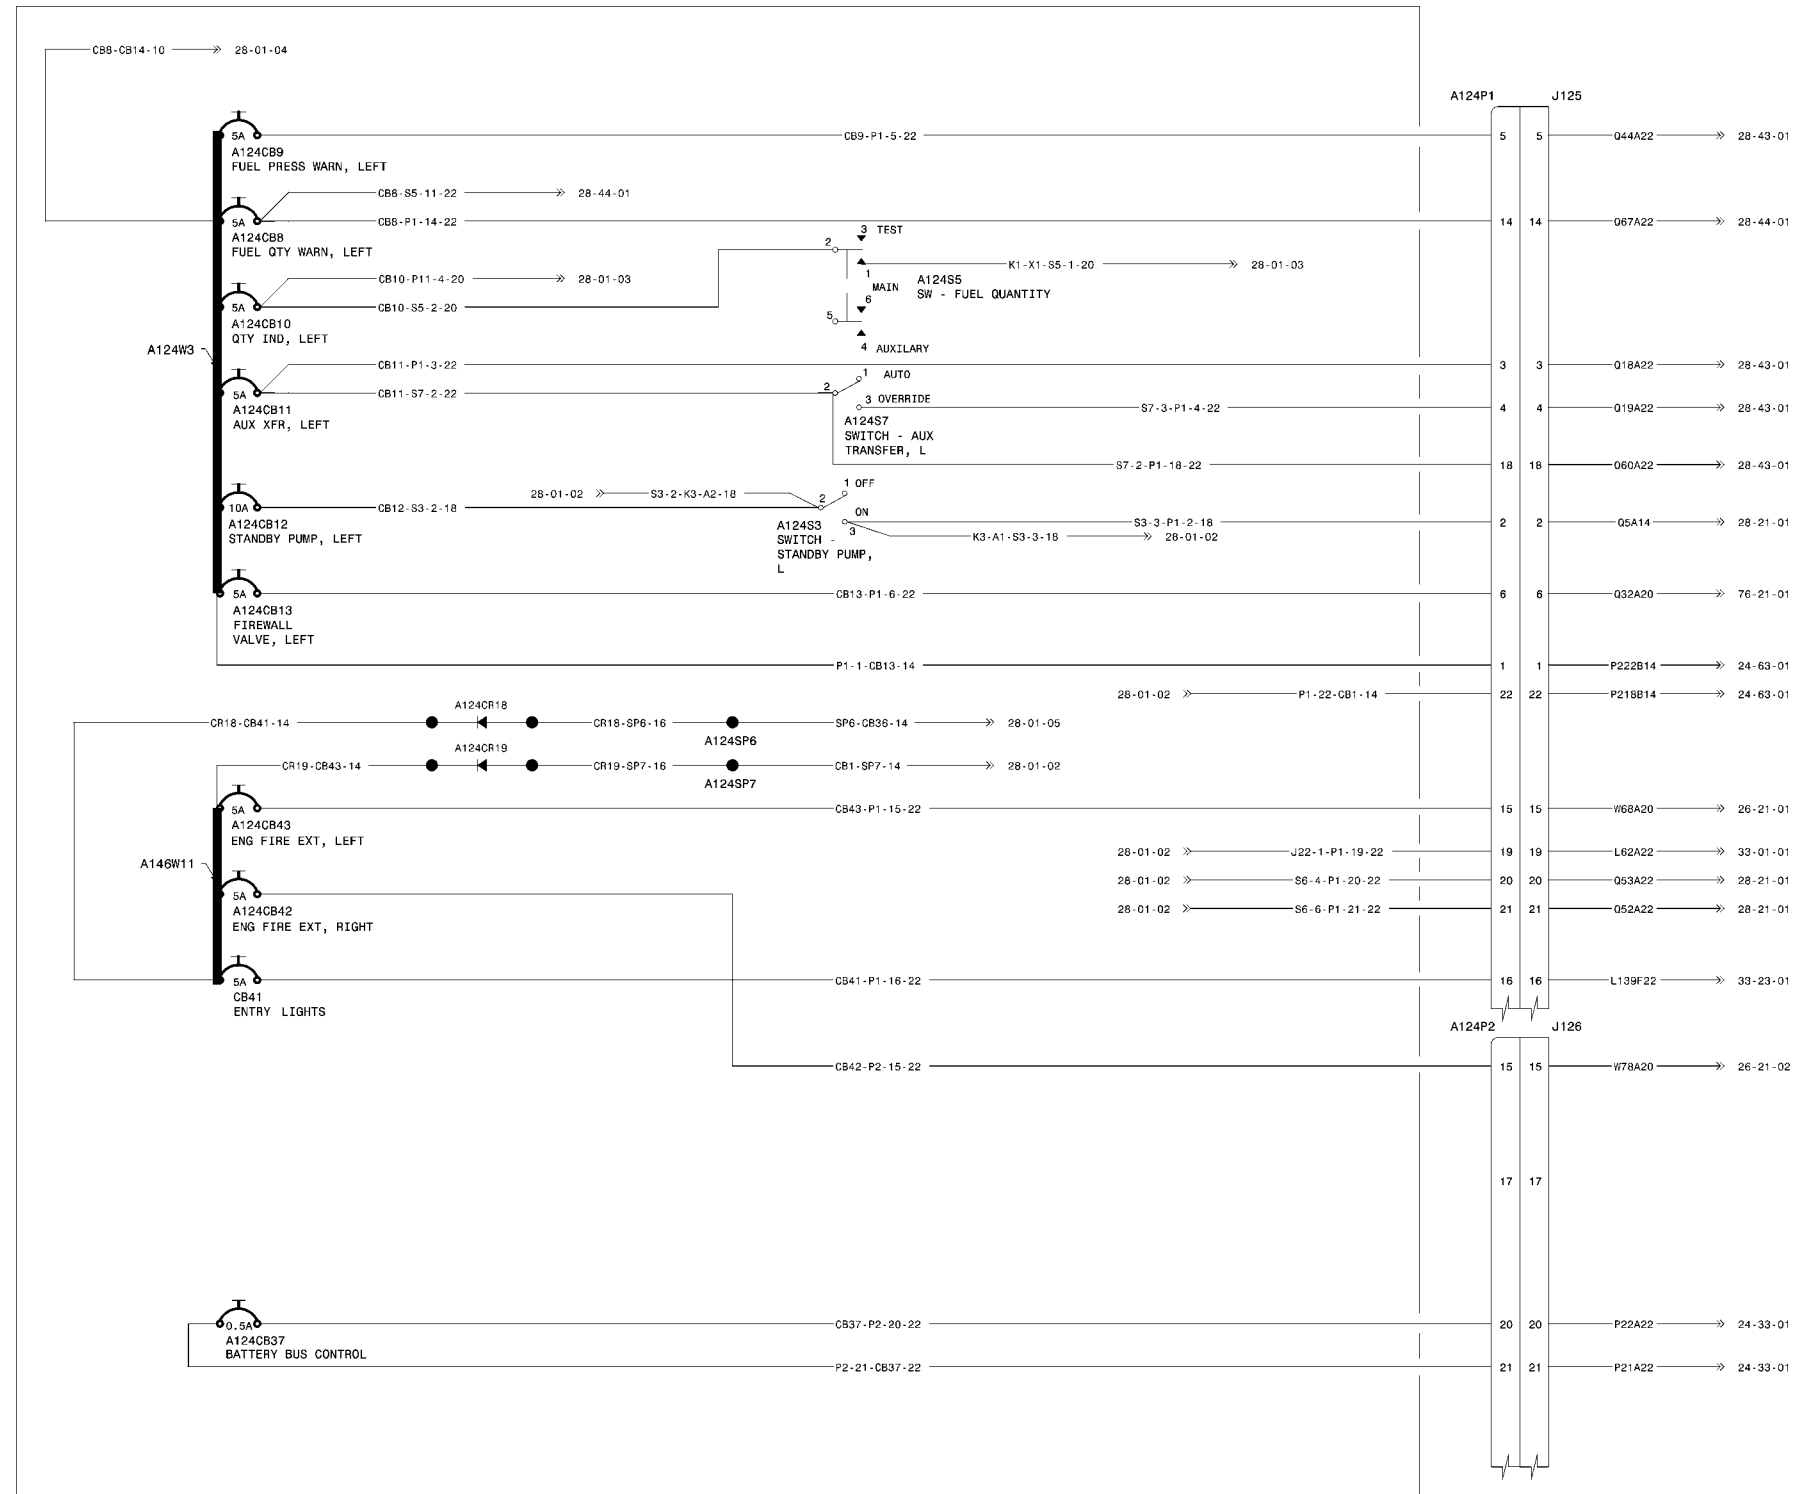 CB8-CB14-10 28-01-04
A124P1 J125
5A CB9-P1-5-22 5 5 Q44A22 28-43-01
A124CB9
FUEL PRESS WARN, LEFT
CB8-S5-11-22 28-44-01
5A CB8-P1-14-22 14 14 Q67A22 28-44-01
A124CB8
FUEL QTY WARN, LEFT
3 TEST
2
K1-X1-S5-1-20 28-01-03
1
MAIN
6
A124S5
SW - FUEL QUANTITY
CB10-P11-4-20 28-01-03
5A CB10-S5-2-20
A124CB10
QTY IND, LEFT
5
4 AUXILARY
A124W3
CB11-P1-3-22 3 3 Q18A22 28-43-01
5A CB11-S7-2-22 2 1 AUTO
A124CB11
AUX XFR, LEFT
3 OVERRIDE S7-3-P1-4-22 4 4 Q19A22 28-43-01
A124S7
SWITCH - AUX
TRANSFER, L
S7-2-P1-18-22 18 18 Q60A22 28-43-01
28-01-02 S3-2-K3-A2-18 1 OFF
10A CB12-S3-2-18 2
A124CB12
STANDBY PUMP, LEFT
ON
3
S3-3-P1-2-18 2 2 Q5A14 28-21-01
K3-A1-S3-3-18 28-01-02
A124S3
SWITCH -
STANDBY PUMP,
L
5A CB13-P1-6-22 6 6 Q32A20 76-21-01
A124CB13
FIREWALL
VALVE, LEFT
P1-1-CB13-14 1 1 P222B14 24-63-01
28-01-02 P1-22-CB1-14 22 22 P218B14 24-63-01
A124CR18
CR18-CB41-14 CR18-SP6-16 SP6-CB36-14 28-01-05
A124SP6
A124CR19
CR19-CB43-14 CR19-SP7-16 CB1-SP7-14 28-01-02
A124SP7
5A CB43-P1-15-22 15 15 W68A20 26-21-01
A124CB43
ENG FIRE EXT, LEFT
28-01-02 J22-1-P1-19-22 19 19 L62A22 33-01-01
A146W11
28-01-02 S6-4-P1-20-22 20 20 Q53A22 28-21-01
5A
A124CB42
ENG FIRE EXT, RIGHT
28-01-02 S6-6-P1-21-22 21 21 Q52A22 28-21-01
5A CB41-P1-16-22 16 16 L139F22 33-23-01
CB41
ENTRY LIGHTS
A124P2 J126
CB42-P2-15-22 15 15 W78A20 26-21-02
17 17
0.5A CB37-P2-20-22 20 20 P22A22 24-33-01
A124CB37
BATTERY BUS CONTROL
P2-21-CB37-22 21 21 P21A22 24-33-01